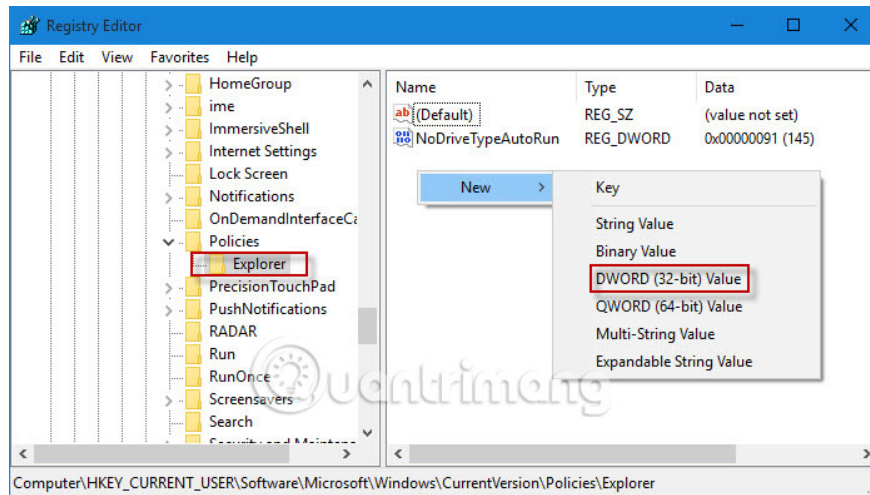 Registry Editor
File Edit View Favorites Help
HomeGroup
ime
ImmersiveShell
Internet Settings
Lock Screen
Notifications
OnDemandInterfaceCa
Policies
Explorer
PrecisionTouchPad
PushNotifications
RADAR
Run
RunOnce
Screensavers
Search
Security and Maintena
Name Type Data
(Default) REG_SZ (value not set)
NoDriveTypeAutoRun REG_DWORD 0x00000091 (145)
New
Key
String Value
Binary Value
DWORD (32-bit) Value
QWORD (64-bit) Value
Multi-String Value
Expandable String Value
Quantrimang
Computer\HKEY_CURRENT_USER\Software\Microsoft\Windows\CurrentVersion\Policies\Explorer